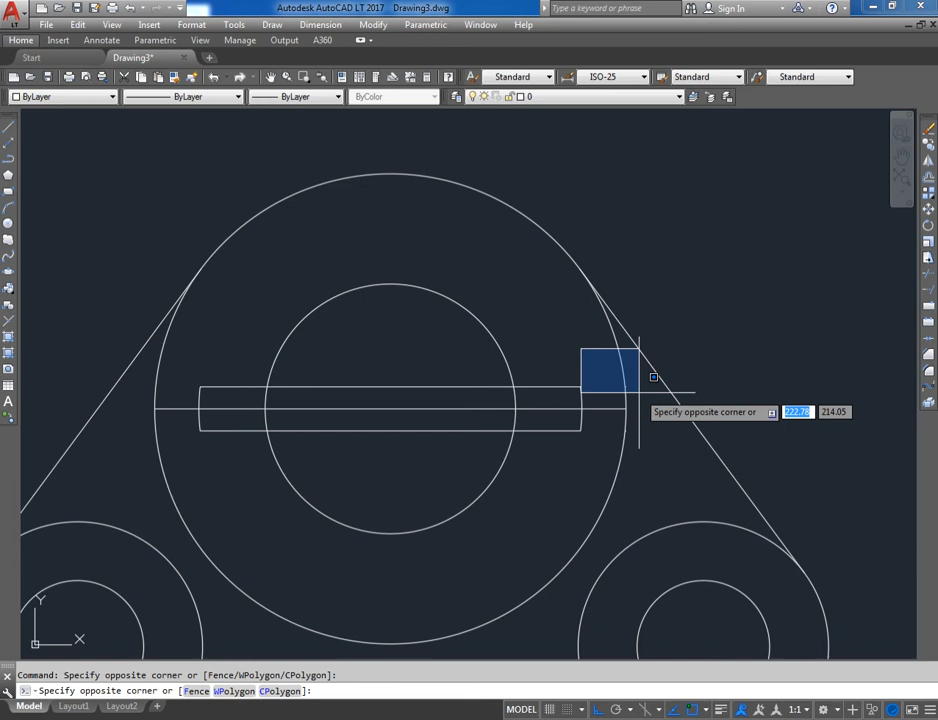 Autodesk AutoCAD LT 2017 Drawing3.dwg
Type a keyword or phrase
Sign In
LT
File Edit View Insert Format Tools Draw Dimension Modify Parametric Window Help
Home Insert Annotate Parametric View Manage Output A360
Start Drawing3*
Standard ISO-25 Standard Standard
ByLayer ByLayer ByLayer ByColor 0
Specify opposite corner or 222.78 214.05
Y
X
Command: Specify opposite corner or [Fence/WPolygon/CPolygon]:
Specify opposite corner or [Fence WPolygon CPolygon]:
Model Layout1 Layout2 + MODEL 1:1